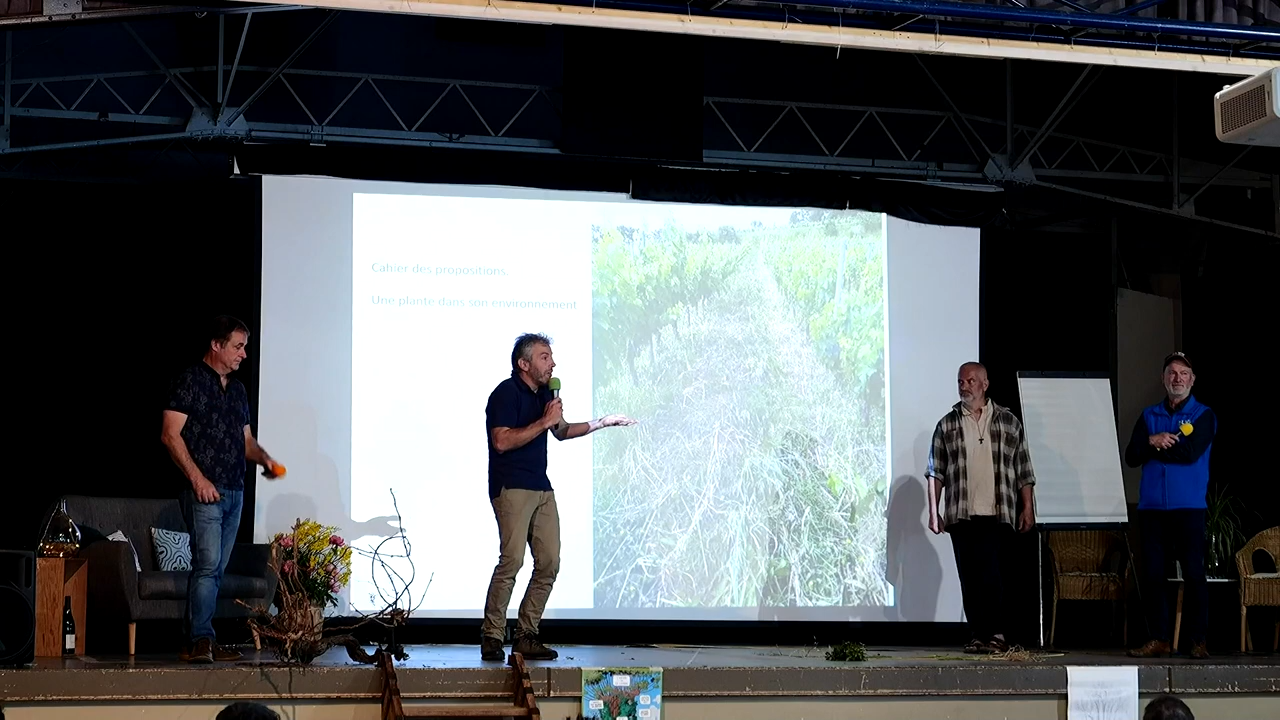 Cahier des propositions.
Une plante dans son environnement